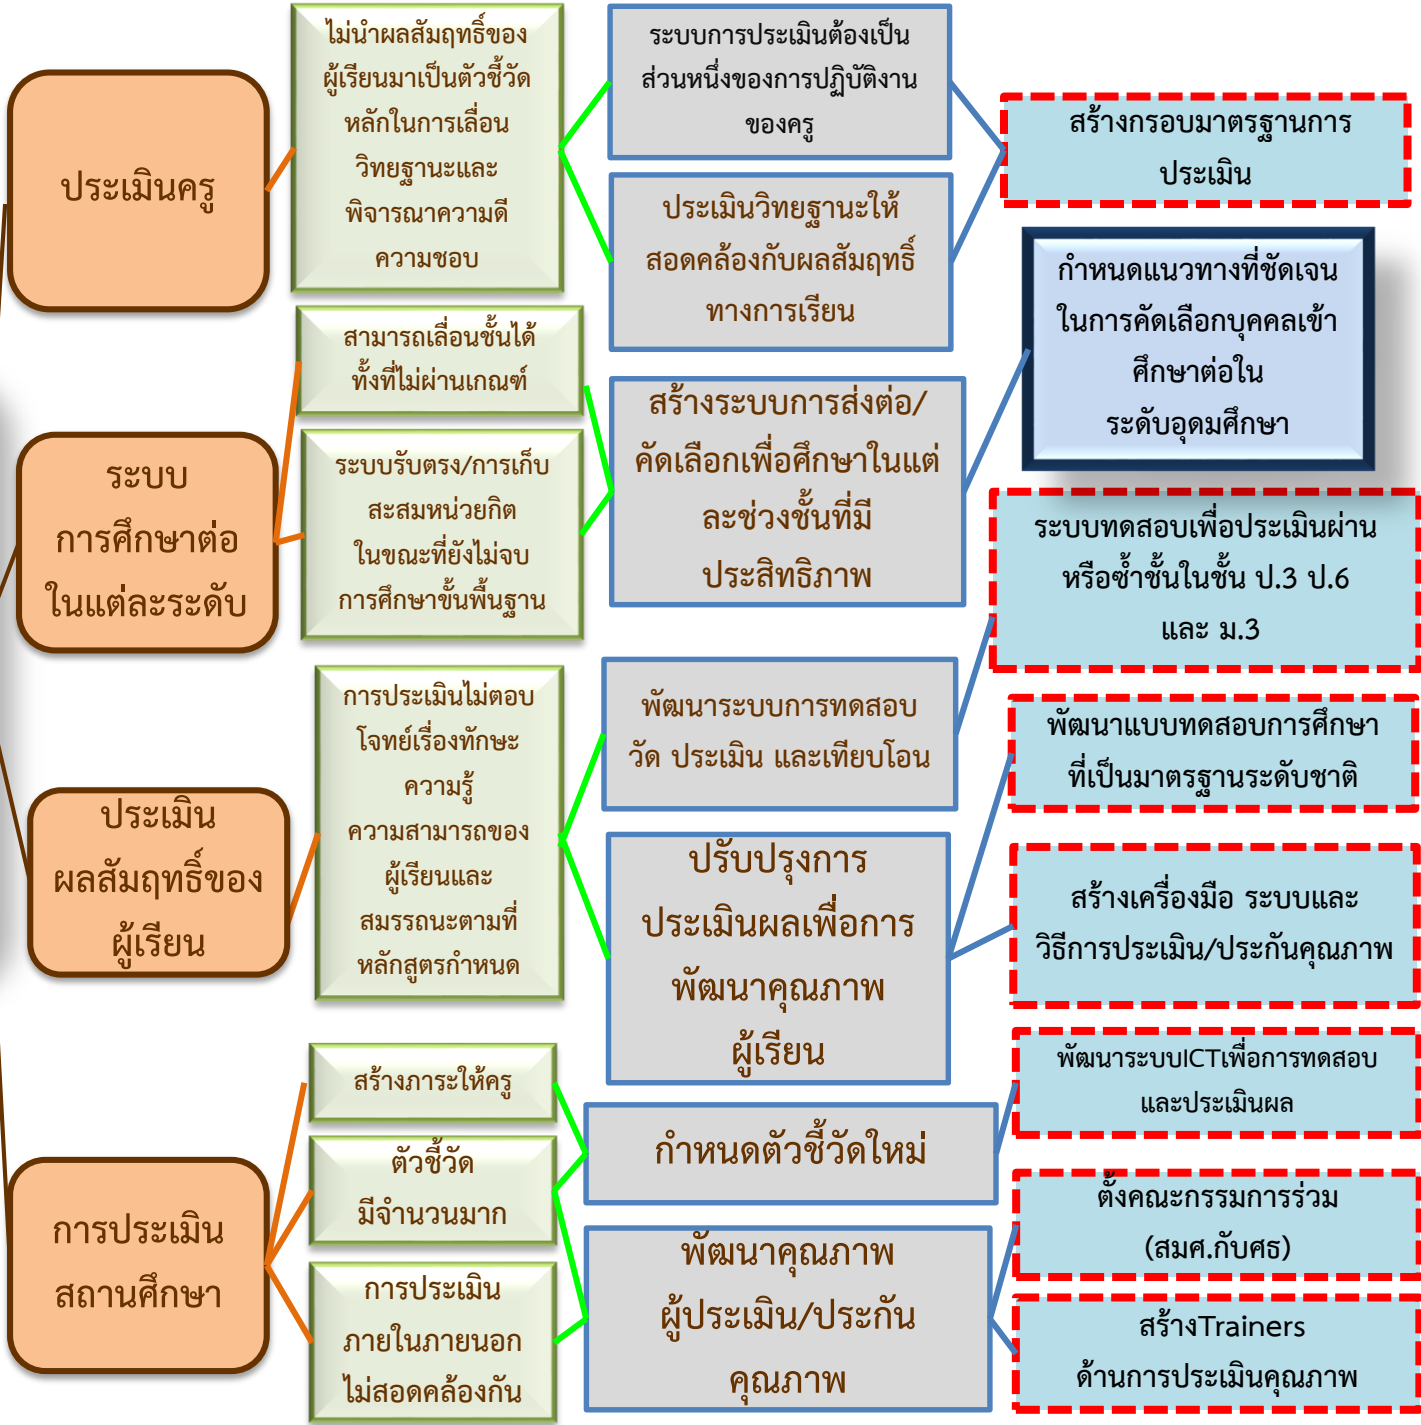 ประเมินครู
ไม่นำผลสัมฤทธิ์ของ
ผู้เรียนมาเป็นตัวชี้วัด
หลักในการเลื่อน
วิทยฐานะและ
พิจารณาความดี
ความชอบ
ระบบการประเมินต้องเป็น
ส่วนหนึ่งของการปฏิบัติงาน
ของครู
ประเมินวิทยฐานะให้
สอดคล้องกับผลสัมฤทธิ์
ทางการเรียน
สร้างกรอบมาตรฐานการ
ประเมิน
ระบบ
การศึกษาต่อ
ในแต่ละระดับ
สามารถเลื่อนชั้นได้
ทั้งที่ไม่ผ่านเกณฑ์
ระบบรับตรง/การเก็บ
สะสมหน่วยกิต
ในขณะที่ยังไม่จบ
การศึกษาขั้นพื้นฐาน
สร้างระบบการส่งต่อ/
คัดเลือกเพื่อศึกษาในแต่
ละช่วงชั้นที่มี
ประสิทธิภาพ
กำหนดแนวทางที่ชัดเจน
ในการคัดเลือกบุคคลเข้า
ศึกษาต่อใน
ระดับอุดมศึกษา
ระบบทดสอบเพื่อประเมินผ่าน
หรือซ้ำชั้นในชั้น ป.3 ป.6
และ ม.3
ประเมิน
ผลสัมฤทธิ์ของ
ผู้เรียน
การประเมินไม่ตอบ
โจทย์เรื่องทักษะ
ความรู้
ความสามารถของ
ผู้เรียนและ
สมรรถนะตามที่
หลักสูตรกำหนด
พัฒนาระบบการทดสอบ
วัด ประเมิน และเทียบโอน
ปรับปรุงการ
ประเมินผลเพื่อการ
พัฒนาคุณภาพ
ผู้เรียน
พัฒนาแบบทดสอบการศึกษา
ที่เป็นมาตรฐานระดับชาติ
สร้างเครื่องมือ ระบบและ
วิธีการประเมิน/ประกันคุณภาพ
การประเมิน
สถานศึกษา
สร้างภาระให้ครู
ตัวชี้วัด
มีจำนวนมาก
การประเมิน
ภายในภายนอก
ไม่สอดคล้องกัน
กำหนดตัวชี้วัดใหม่
พัฒนาคุณภาพ
ผู้ประเมิน/ประกัน
คุณภาพ
พัฒนาระบบICTเพื่อการทดสอบ
และประเมินผล
ตั้งคณะกรรมการร่วม
(สมศ.กับศธ)
สร้างTrainers
ด้านการประเมินคุณภาพ